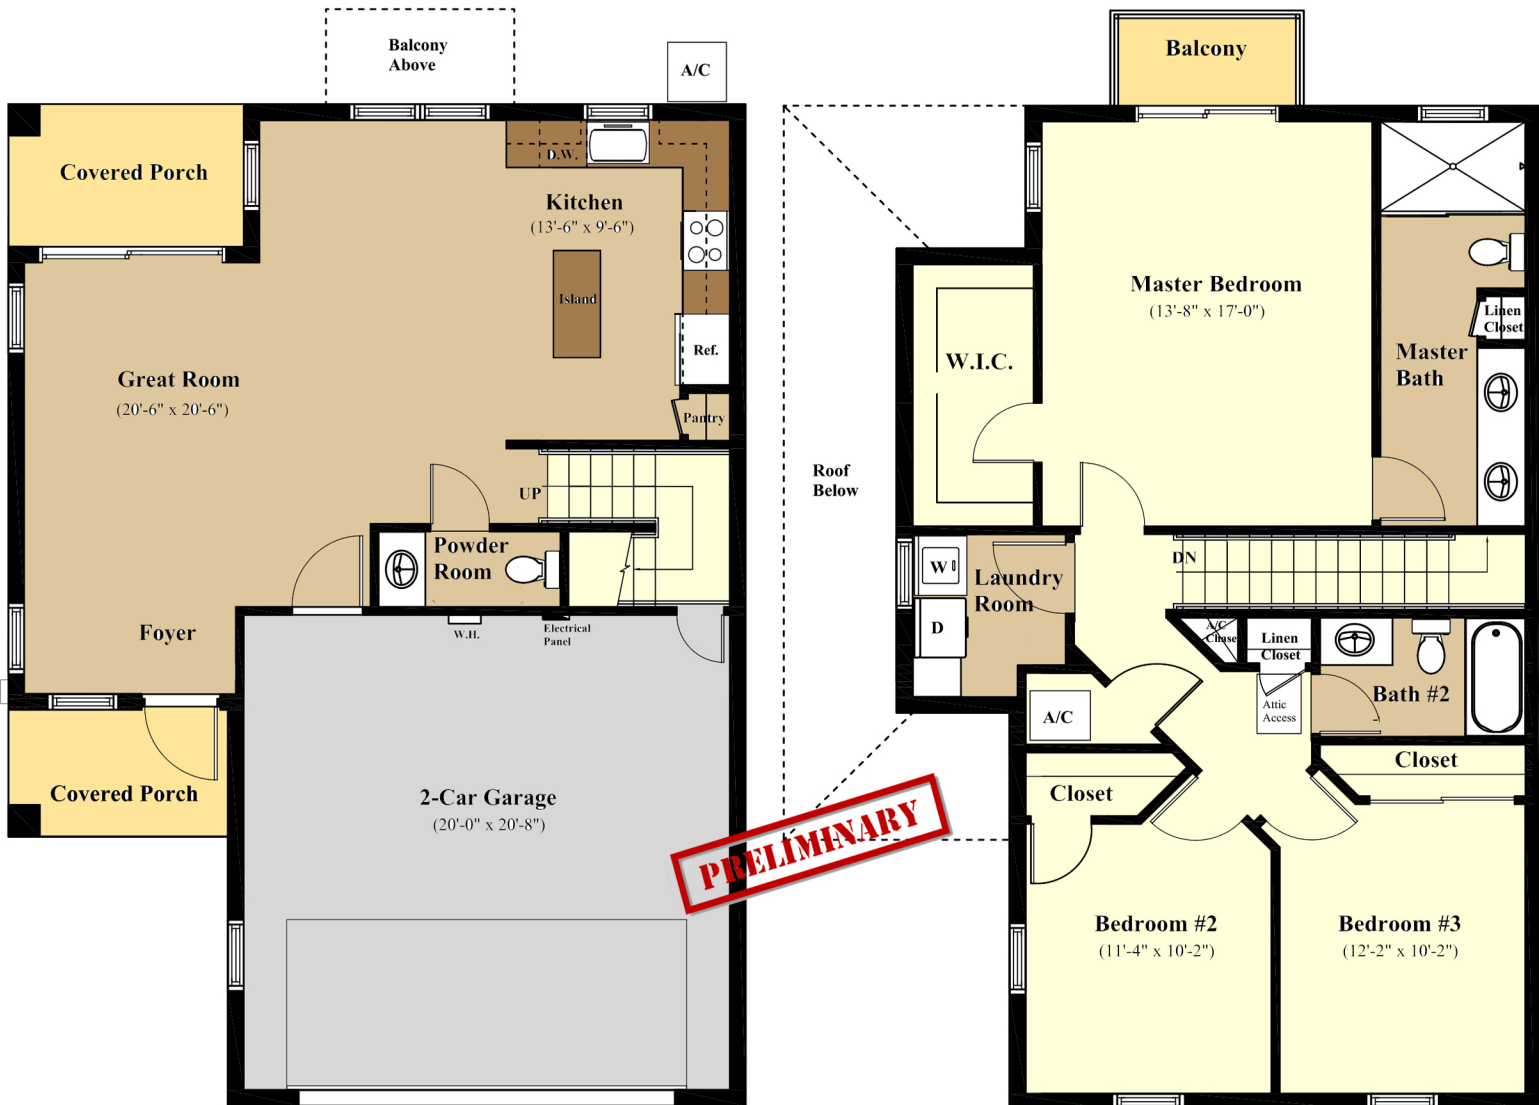 Balcony
Above
A/C
Covered Porch
D.W.
Kitchen
(13'-6" x 9'-6")
Island
Ref.
Great Room
(20'-6" x 20'-6")
Pantry
UP
Powder
Room
Foyer
W.H.
Electrical
Panel
Covered Porch
2-Car Garage
(20'-0" x 20'-8")
PRELIMINARY
Balcony
Master Bedroom
(13'-8" x 17'-0")
Linen
Closet
Master
Bath
W.I.C.
Roof
Below
DN
W
Laundry
Room
D
A/C
Chase
Linen
Closet
Bath #2
Attic
Access
A/C
Closet
Closet
Bedroom #2
(11'-4" x 10'-2")
Bedroom #3
(12'-2" x 10'-2")